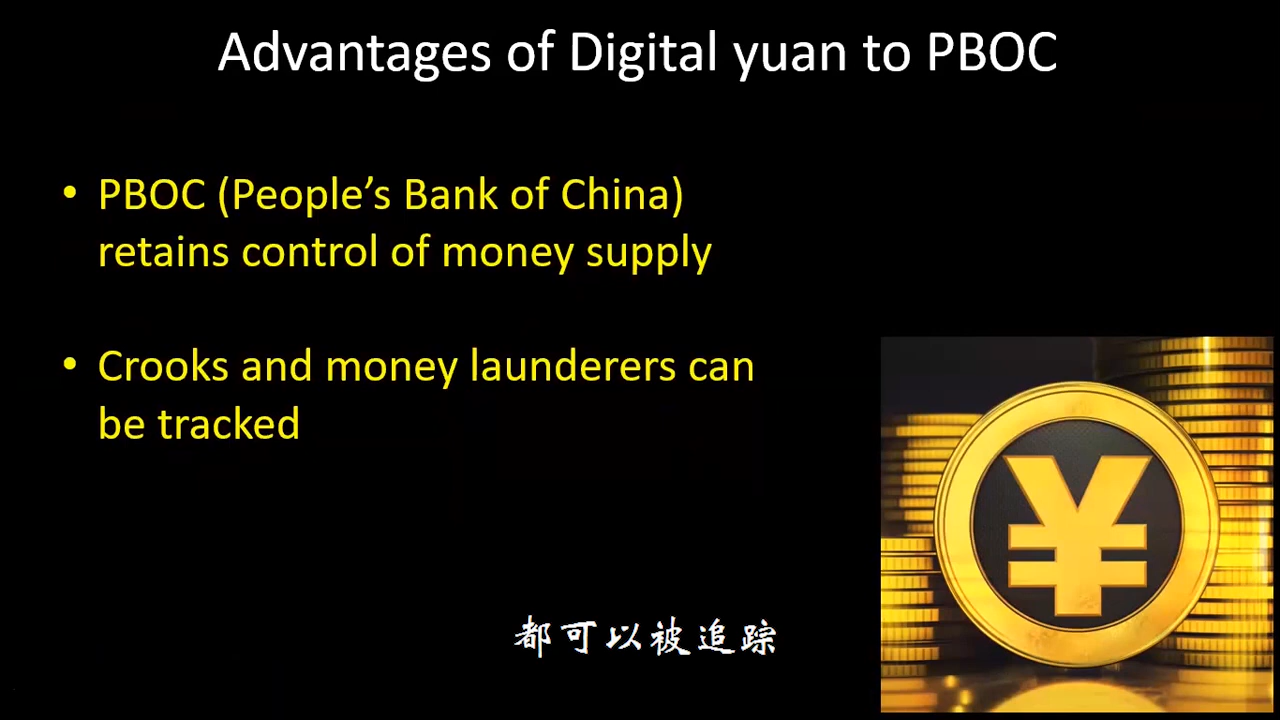 Advantages of Digital yuan to PBOC
• PBOC (People’s Bank of China)
retains control of money supply
• Crooks and money launderers can
be tracked
¥
都可以被追踪